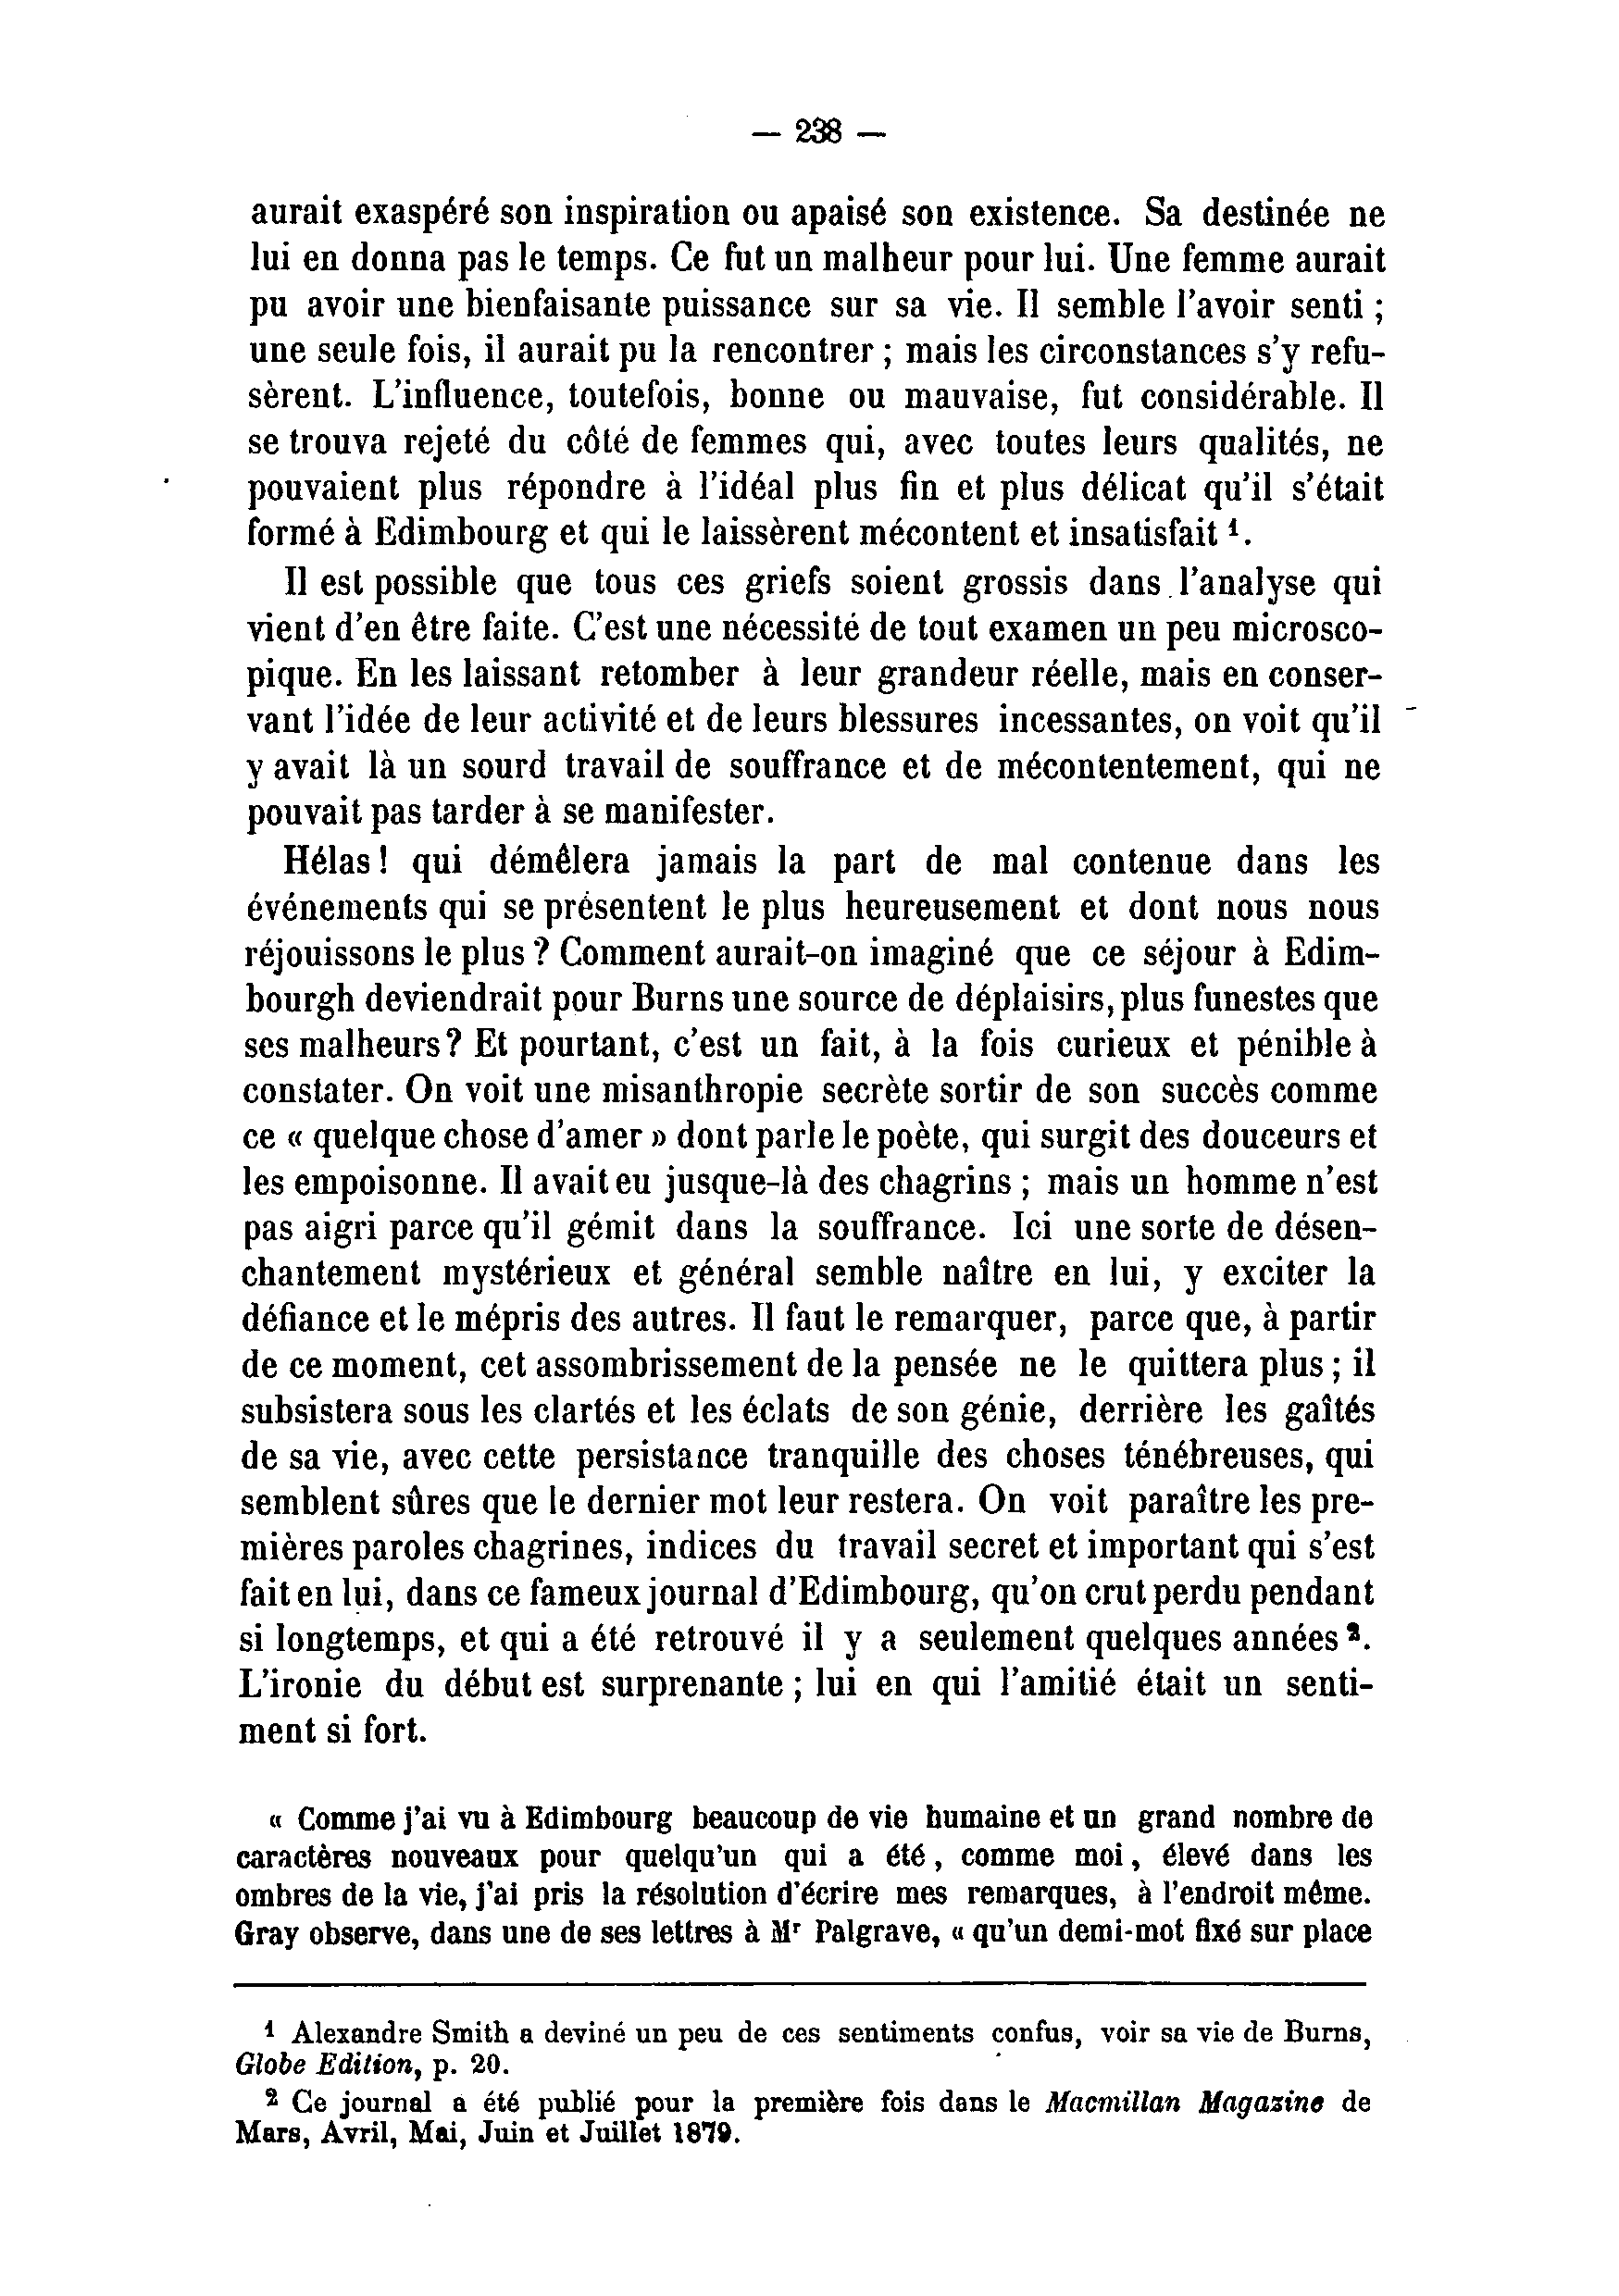 — 238 —
aurait exaspéré son inspiration ou apaisé son existence. Sa destinée ne
lui en donna pas le temps. Ce fut un malheur pour lui. Une femme aurait
pu avoir une bienfaisante puissance sur sa vie. Il semble l'avoir senti ;
une seule fois, il aurait pu la rencontrer ; mais les circonstances s'y refu-
sèrent. L'influence, toutefois, bonne ou mauvaise, fut considérable. Il
se trouva rejeté du côté de femmes qui, avec toutes leurs qualités, ne
pouvaient plus répondre à l'idéal plus fin et plus délicat qu'il s'était
formé à Edimbourg et qui le laissèrent mécontent et insatisfait ¹.
Il est possible que tous ces griefs soient grossis dans l'analyse qui
vient d'en être faite. C'est une nécessité de tout examen un peu microsco-
pique. En les laissant retomber à leur grandeur réelle, mais en conser-
vant l'idée de leur activité et de leurs blessures incessantes, on voit qu'il
y avait là un sourd travail de souffrance et de mécontentement, qui ne
pouvait pas tarder à se manifester.
Hélas ! qui démêlera jamais la part de mal contenue dans les
événements qui se présentent le plus heureusement et dont nous nous
réjouissons le plus ? Comment aurait-on imaginé que ce séjour à Edim-
bourgh deviendrait pour Burns une source de déplaisirs, plus funestes que
ses malheurs ? Et pourtant, c'est un fait, à la fois curieux et pénible à
constater. On voit une misanthropie secrète sortir de son succès comme
ce « quelque chose d'amer » dont parle le poète, qui surgit des douceurs et
les empoisonne. Il avait eu jusque-là des chagrins ; mais un homme n'est
pas aigri parce qu'il gémit dans la souffrance. Ici une sorte de désen-
chantement mystérieux et général semble naître en lui, y exciter la
défiance et le mépris des autres. Il faut le remarquer, parce que, à partir
de ce moment, cet assombrissement de la pensée ne le quittera plus ; il
subsistera sous les clartés et les éclats de son génie, derrière les gaîtés
de sa vie, avec cette persistance tranquille des choses ténébreuses, qui
semblent sûres que le dernier mot leur restera. On voit paraître les pre-
mières paroles chagrines, indices du travail secret et important qui s'est
fait en lui, dans ce fameux journal d'Edimbourg, qu'on crut perdu pendant
si longtemps, et qui a été retrouvé il y a seulement quelques années ².
L'ironie du début est surprenante ; lui en qui l'amitié était un senti-
ment si fort.
« Comme j'ai vu à Edimbourg beaucoup de vie humaine et un grand nombre de
caractères nouveaux pour quelqu'un qui a été, comme moi, élevé dans les
ombres de la vie, j'ai pris la résolution d'écrire mes remarques, à l'endroit même.
Gray observe, dans une de ses lettres à Mʳ Palgrave, « qu'un demi-mot fixé sur place
¹ Alexandre Smith a deviné un peu de ces sentiments confus, voir sa vie de Burns,
Globe Edition, p. 20.
² Ce journal a été publié pour la première fois dans le Macmillan Magazine de
Mars, Avril, Mai, Juin et Juillet 1879.